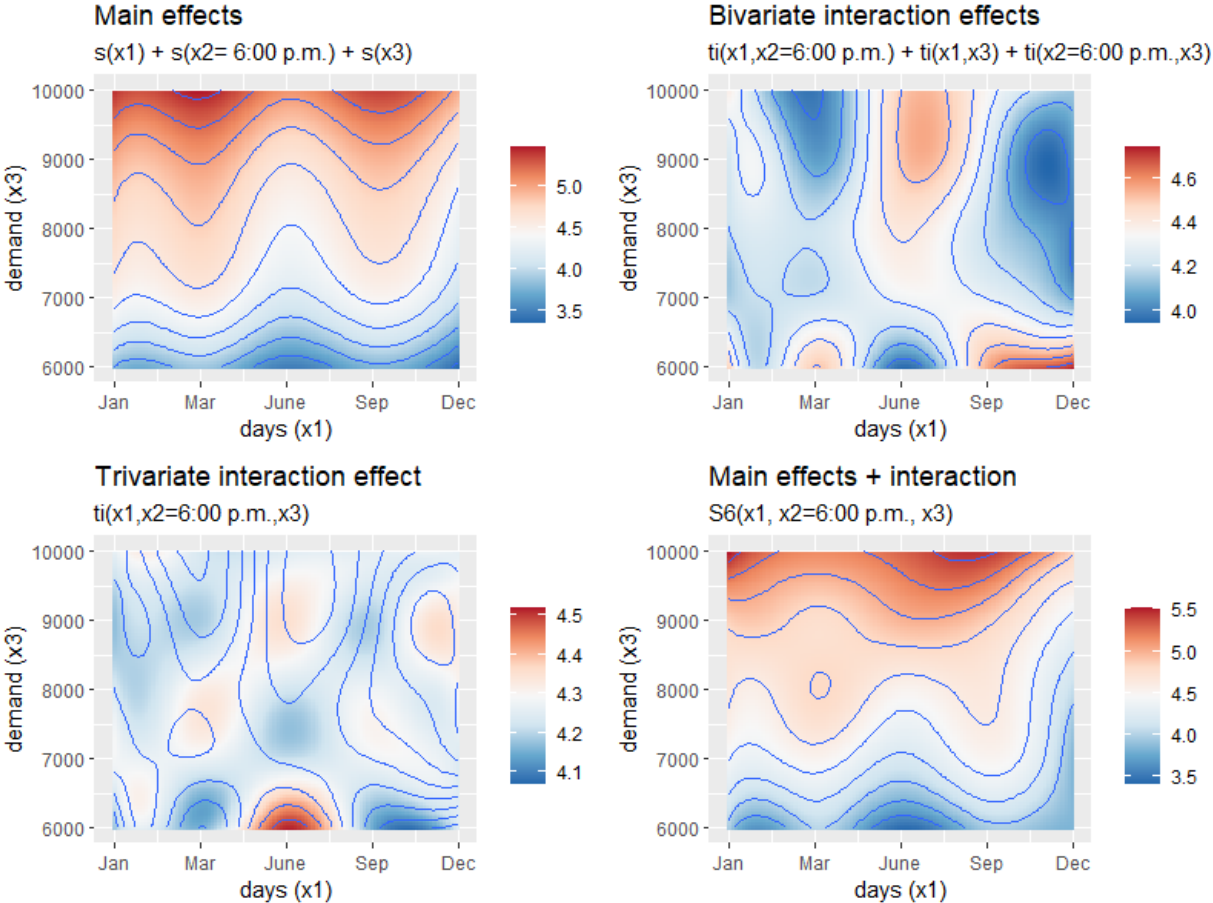 Main effects
s(x1) + s(x2= 6:00 p.m.) + s(x3)
demand (x3)
10000
9000
8000
7000
6000
Jan Mar June Sep Dec
days (x1)
5.0
4.5
4.0
3.5
Bivariate interaction effects
ti(x1,x2=6:00 p.m.) + ti(x1,x3) + ti(x2=6:00 p.m.,x3)
demand (x3)
10000
9000
8000
7000
6000
Jan Mar June Sep Dec
days (x1)
4.6
4.4
4.2
4.0
Trivariate interaction effect
ti(x1,x2=6:00 p.m.,x3)
demand (x3)
10000
9000
8000
7000
6000
Jan Mar June Sep Dec
days (x1)
4.5
4.4
4.3
4.2
4.1
Main effects + interaction
S6(x1, x2=6:00 p.m., x3)
demand (x3)
10000
9000
8000
7000
6000
Jan Mar June Sep Dec
days (x1)
5.5
5.0
4.5
4.0
3.5